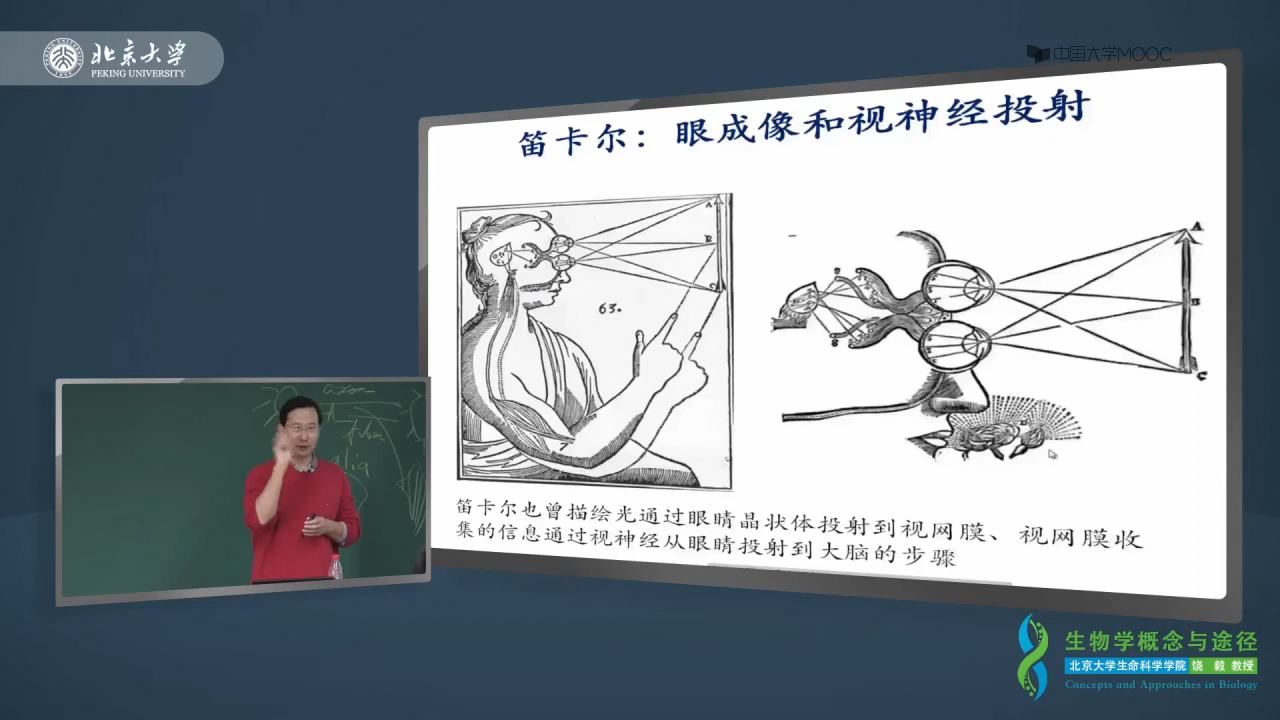 北京大学
PEKING UNIVERSITY
中国大学MOOC
笛卡尔：眼成像和视神经投射
A
B
C
63.
A
B
C
笛卡尔也曾描绘光通过眼睛晶状体投射到视网膜、视网膜收
集的信息通过视神经从眼睛投射到大脑的步骤
生物学概念与途径
北京大学生命科学学院 饶 毅 教授
Concepts and Approaches in Biology